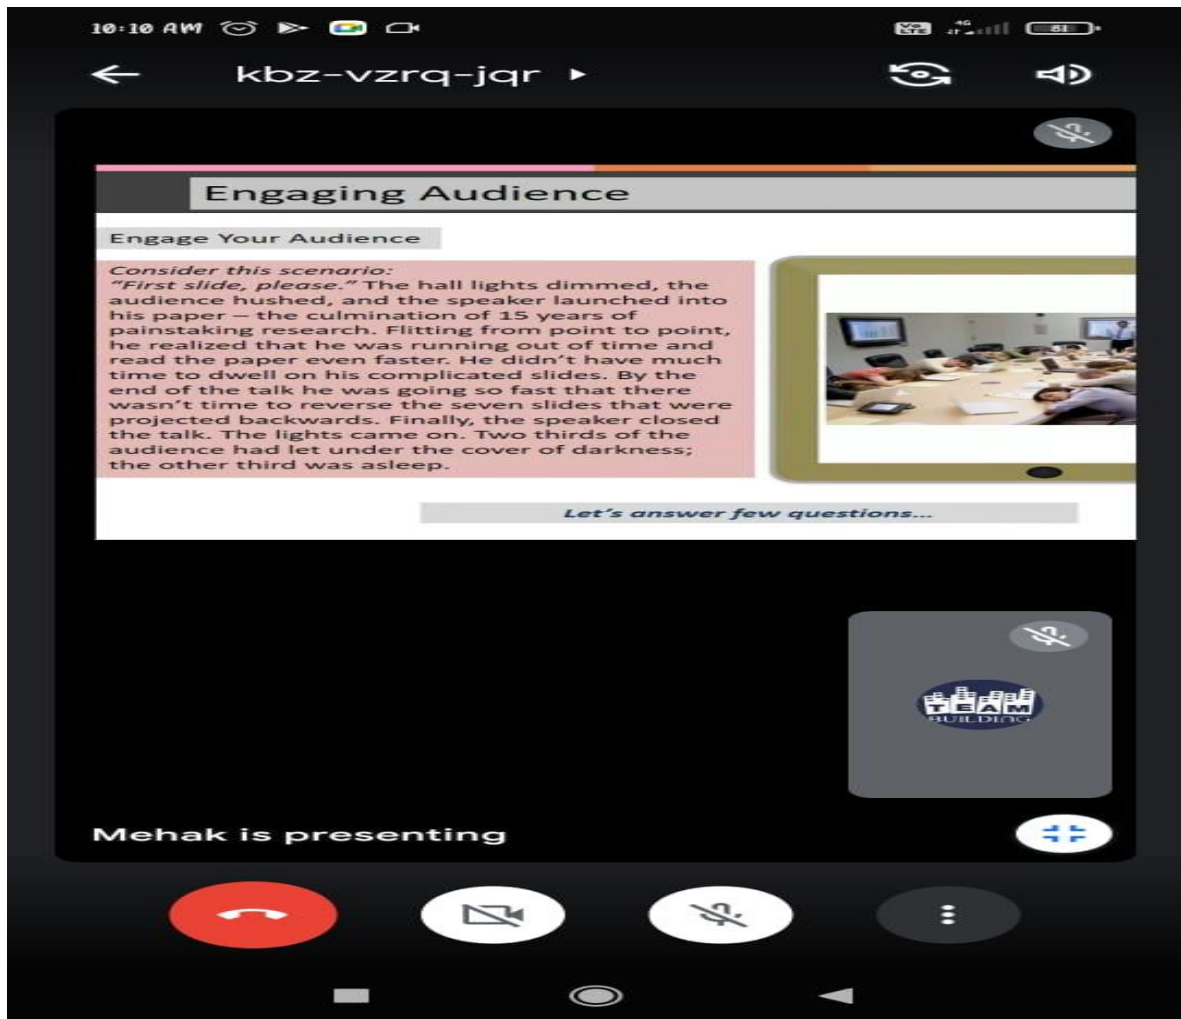 10:10 AM
Vo LTE 4G 61
kbz-vzrq-jqr
Engaging Audience
Engage Your Audience
Consider this scenario:
"First slide, please." The hall lights dimmed, the
audience hushed, and the speaker launched into
his paper – the culmination of 15 years of
painstaking research. Flitting from point to point,
he realized that he was running out of time and
read the paper even faster. He didn't have much
time to dwell on his complicated slides. By the
end of the talk he was going so fast that there
wasn't time to reverse the seven slides that were
projected backwards. Finally, the speaker closed
the talk. The lights came on. Two thirds of the
audience had let under the cover of darkness;
the other third was asleep.
Let's answer few questions...
TEAM
BUILDING
Mehak is presenting